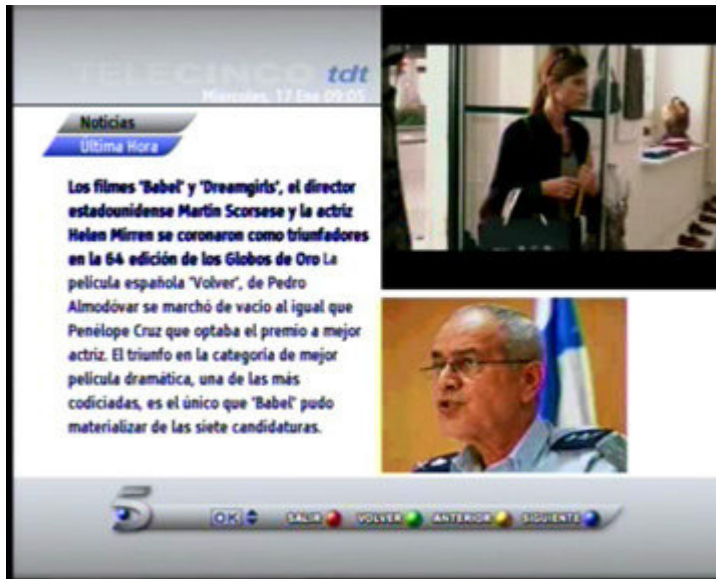 TELECINCO tdt
Miércoles, 17 Ene 09:05
Noticias
Última Hora
Los filmes 'Babel' y 'Dreamgirls', el director
estadounidense Martin Scorsese y la actriz
Helen Mirren se coronaron como triunfadores
en la 64 edición de los Globos de Oro La
película española 'Volver', de Pedro
Almodóvar se marchó de vacío al igual que
Penélope Cruz que optaba el premio a mejor
actriz. El triunfo en la categoría de mejor
película dramática, una de las más
codiciadas, es el único que 'Babel' pudo
materializar de las siete candidaturas.
5 OK SALIR VOLVER ANTERIOR SIGUIENTE